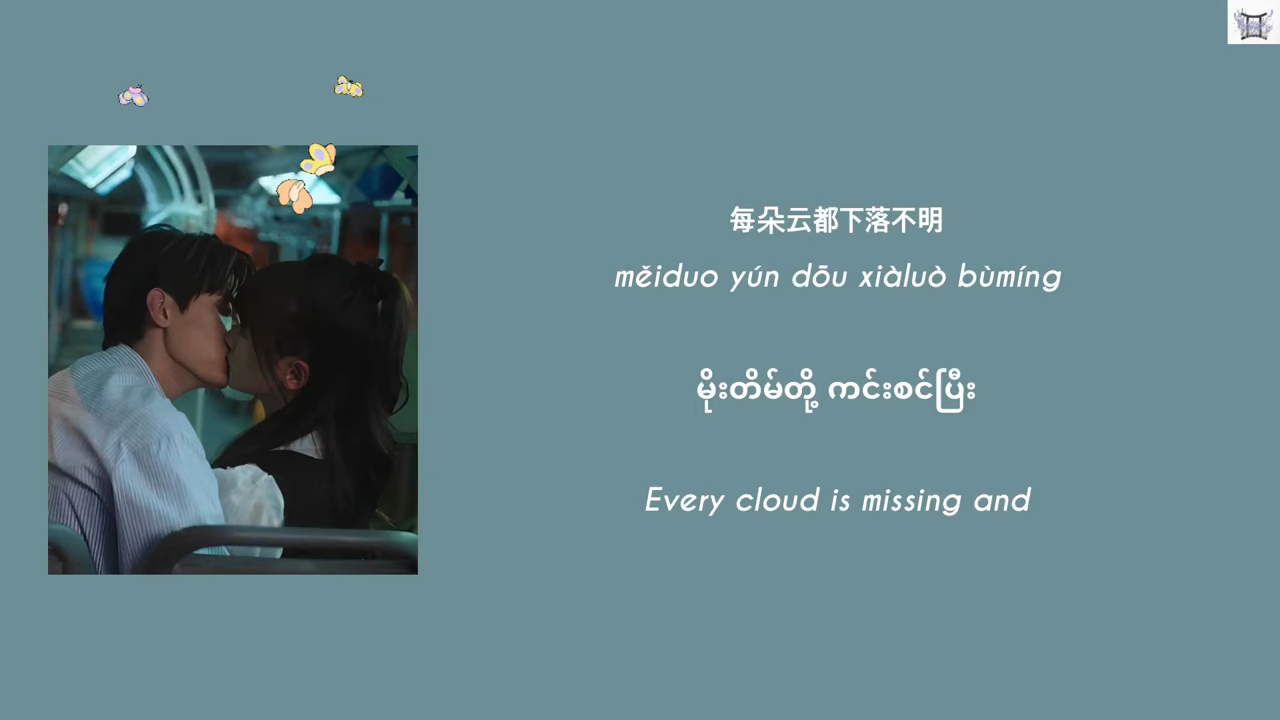 每朵云都下落不明
měiduo yún dōu xiàluò bùmíng
မိုးတိမ်တို့ ကင်းစင်ပြီး
Every cloud is missing and